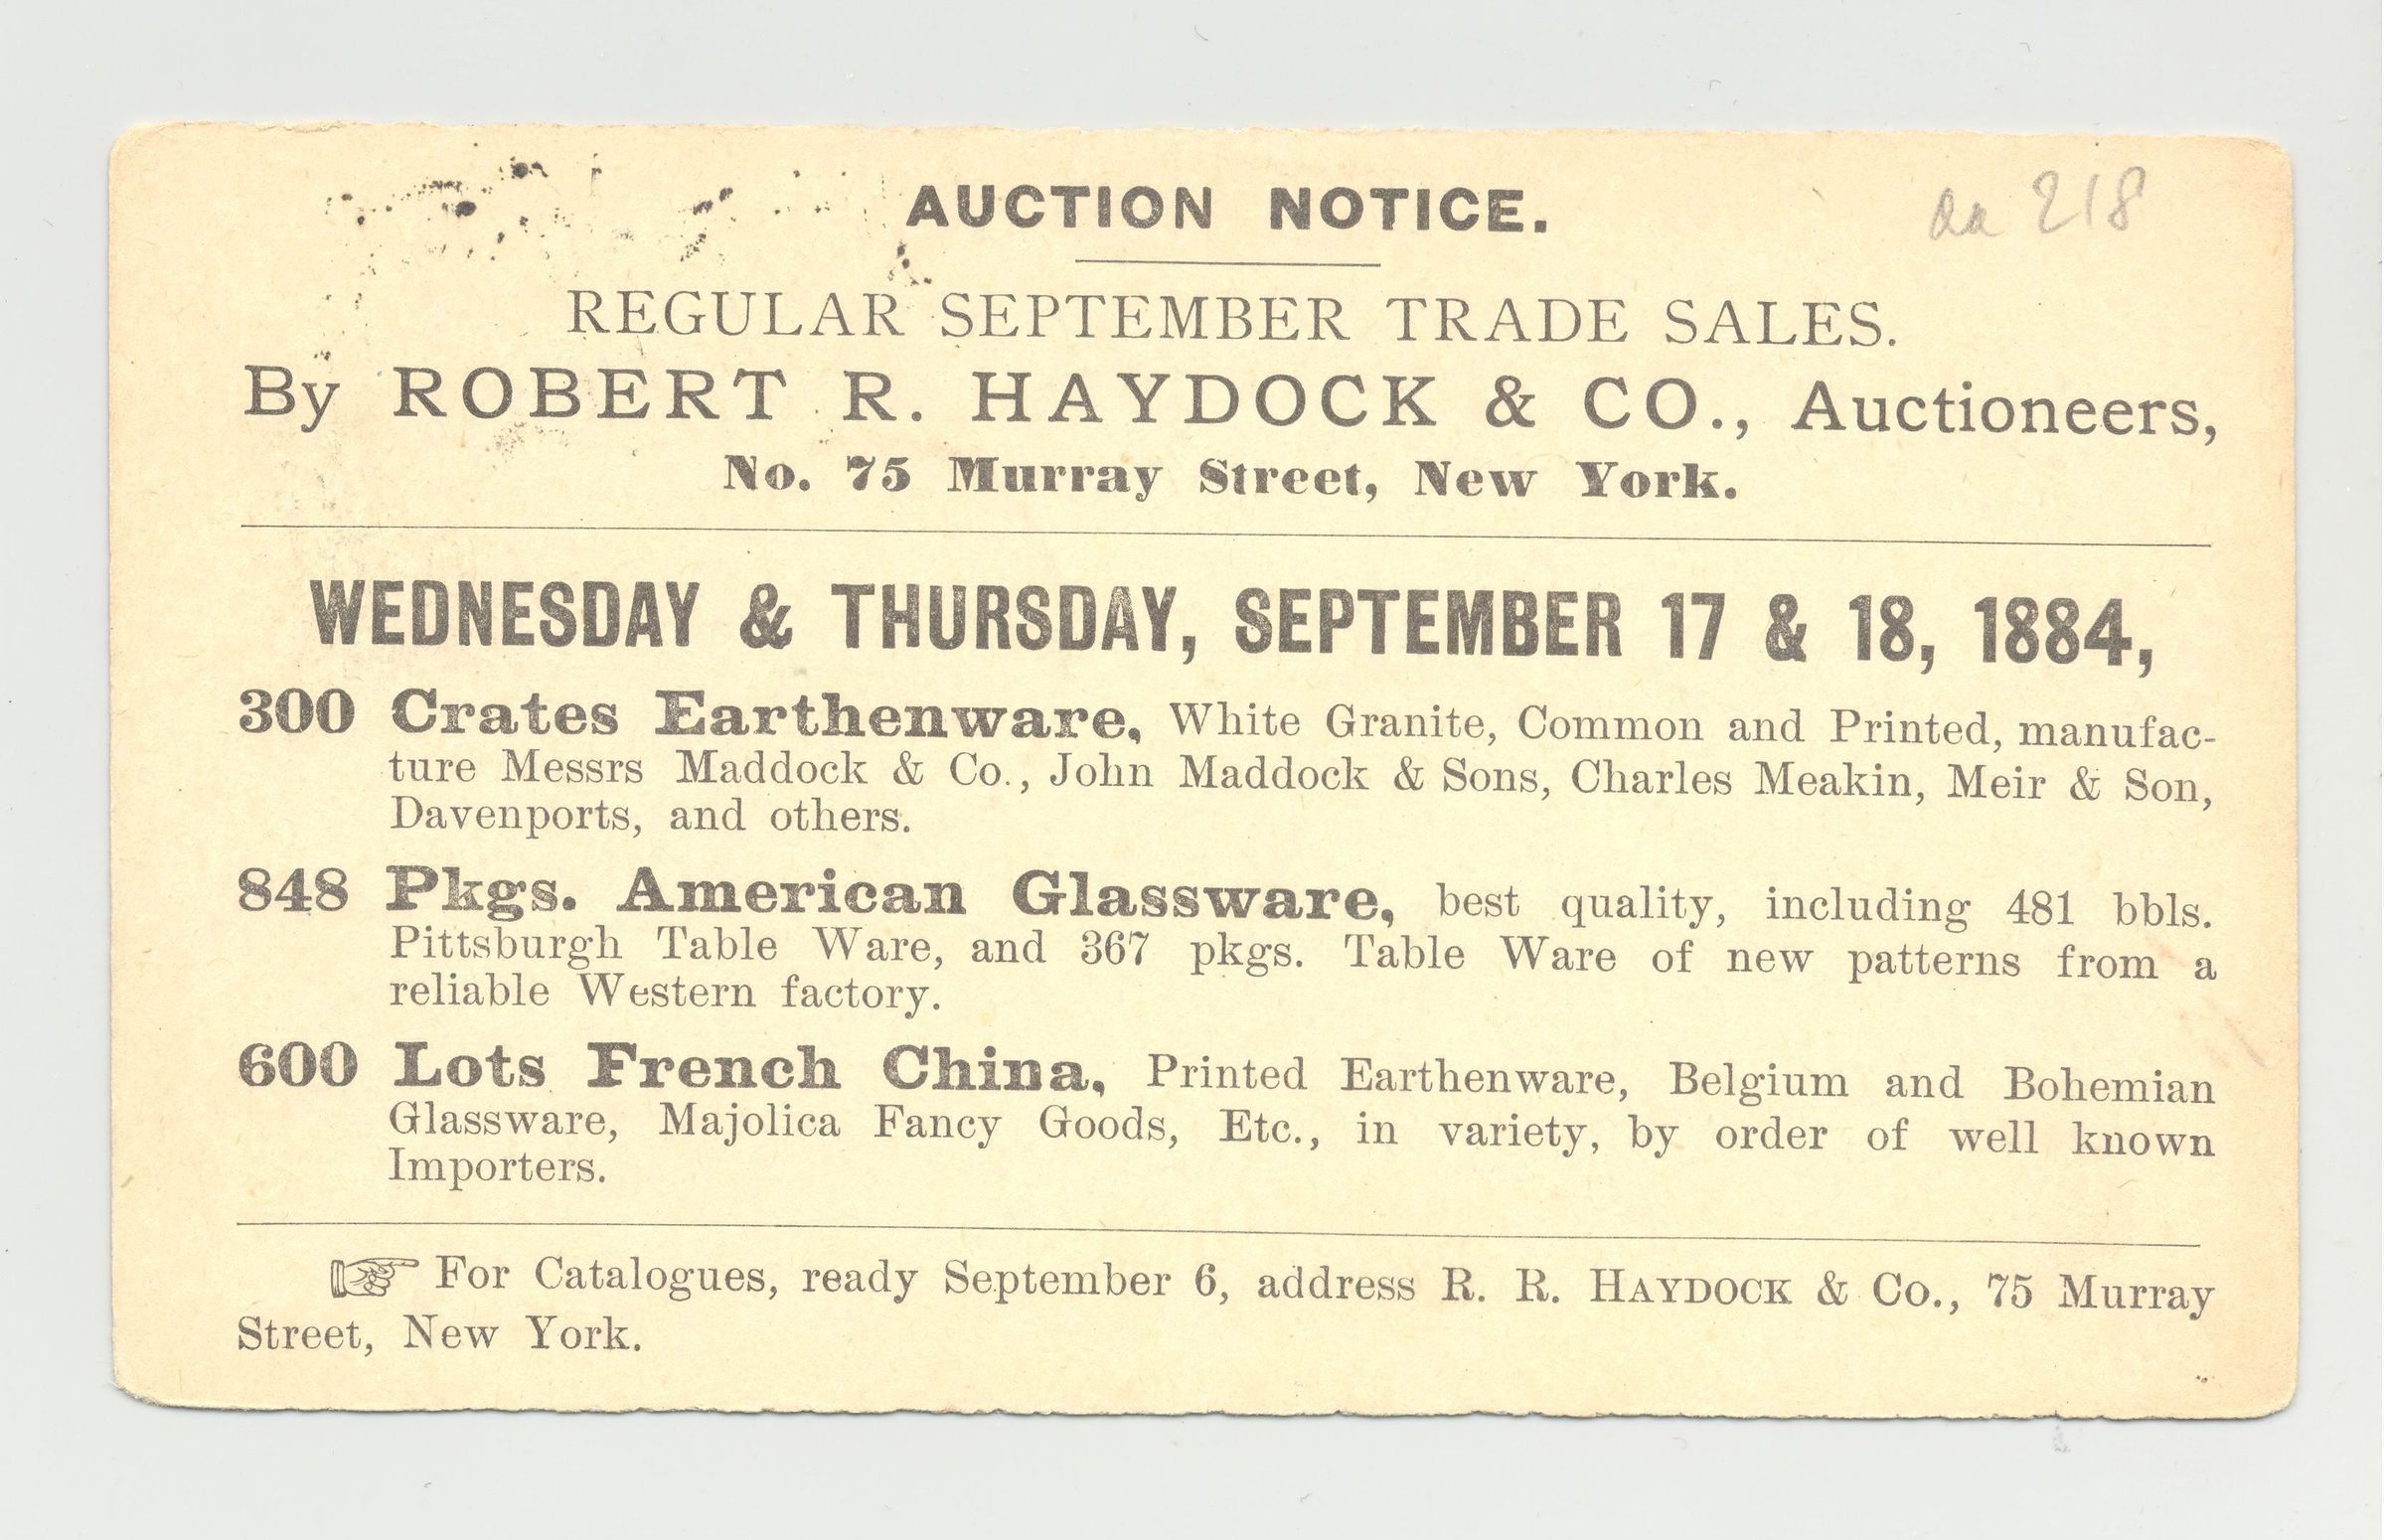 AUCTION NOTICE.
218
REGULAR SEPTEMBER TRADE SALES.
By ROBERT R. HAYDOCK & CO., Auctioneers,
No. 75 Murray Street, New York.
WEDNESDAY & THURSDAY, SEPTEMBER 17 & 18, 1884,
300 Crates Earthenware, White Granite, Common and Printed, manufac-
ture Messrs Maddock & Co., John Maddock & Sons, Charles Meakin, Meir & Son,
Davenports, and others.
848 Pkgs. American Glassware, best quality, including 481 bbls.
Pittsburgh Table Ware, and 367 pkgs. Table Ware of new patterns from a
reliable Western factory.
600 Lots French China, Printed Earthenware, Belgium and Bohemian
Glassware, Majolica Fancy Goods, Etc., in variety, by order of well known
Importers.
☞ For Catalogues, ready September 6, address R. R. HAYDOCK & Co., 75 Murray
Street, New York.